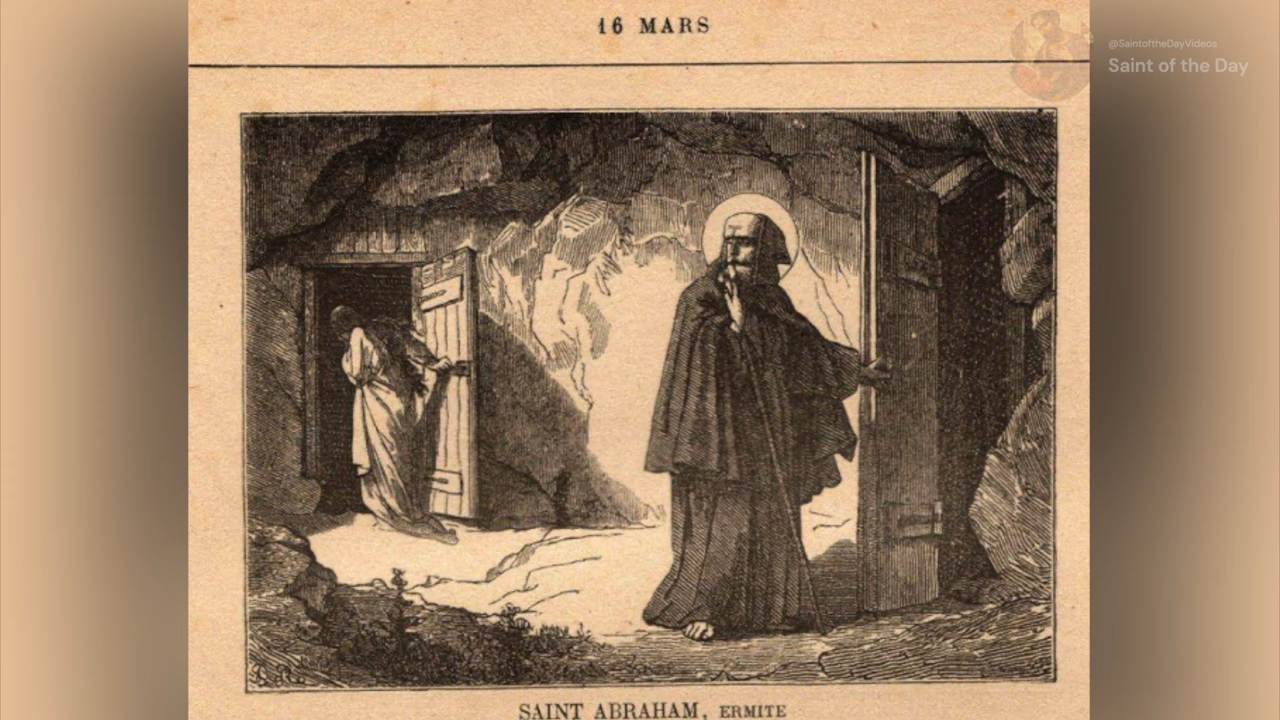 16 MARS
@SaintoftheDayVideos
Saint of the Day
SAINT ABRAHAM, ERMITE